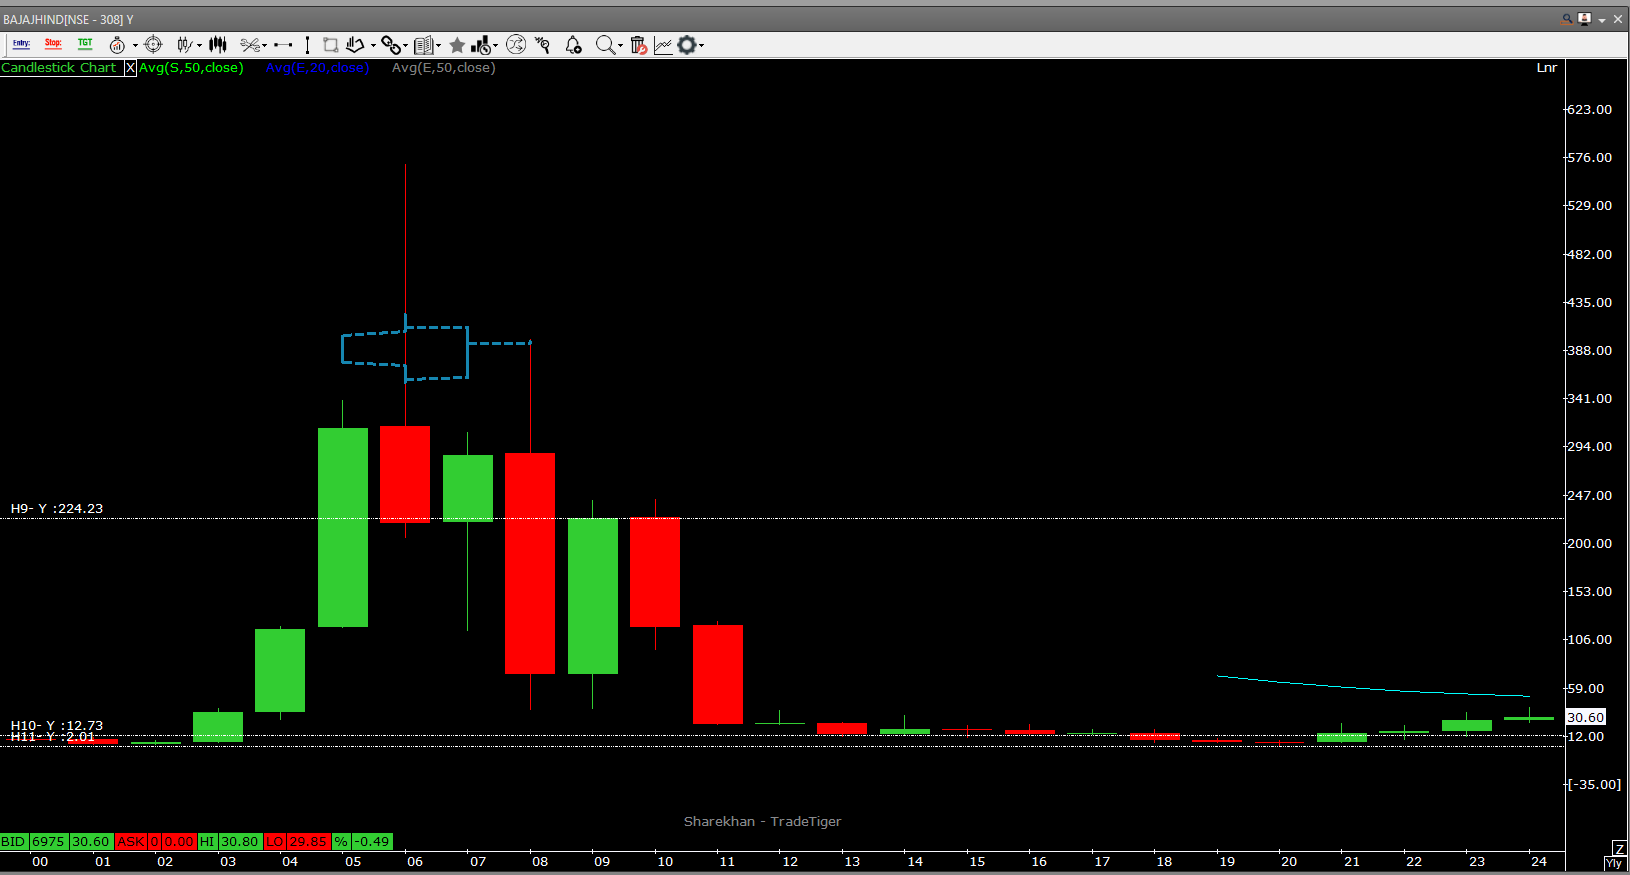 BAJAJHIND[NSE - 308] Y
Entry: Stop: TGT
Candlestick Chart X Avg(S,50,close) Avg(E,20,close) Avg(E,50,close) Lnr
623.00
576.00
529.00
482.00
435.00
388.00
341.00
294.00
247.00
H9- Y :224.23
200.00
153.00
106.00
59.00
30.60
H10- Y :12.73
H11- Y :2.01
12.00
[-35.00]
Sharekhan - TradeTiger
BID 6975 30.60 ASK 0 0.00 HI 30.80 LO 29.85 % -0.49
Z
00 01 02 03 04 05 06 07 08 09 10 11 12 13 14 15 16 17 18 19 20 21 22 23 24 Yly